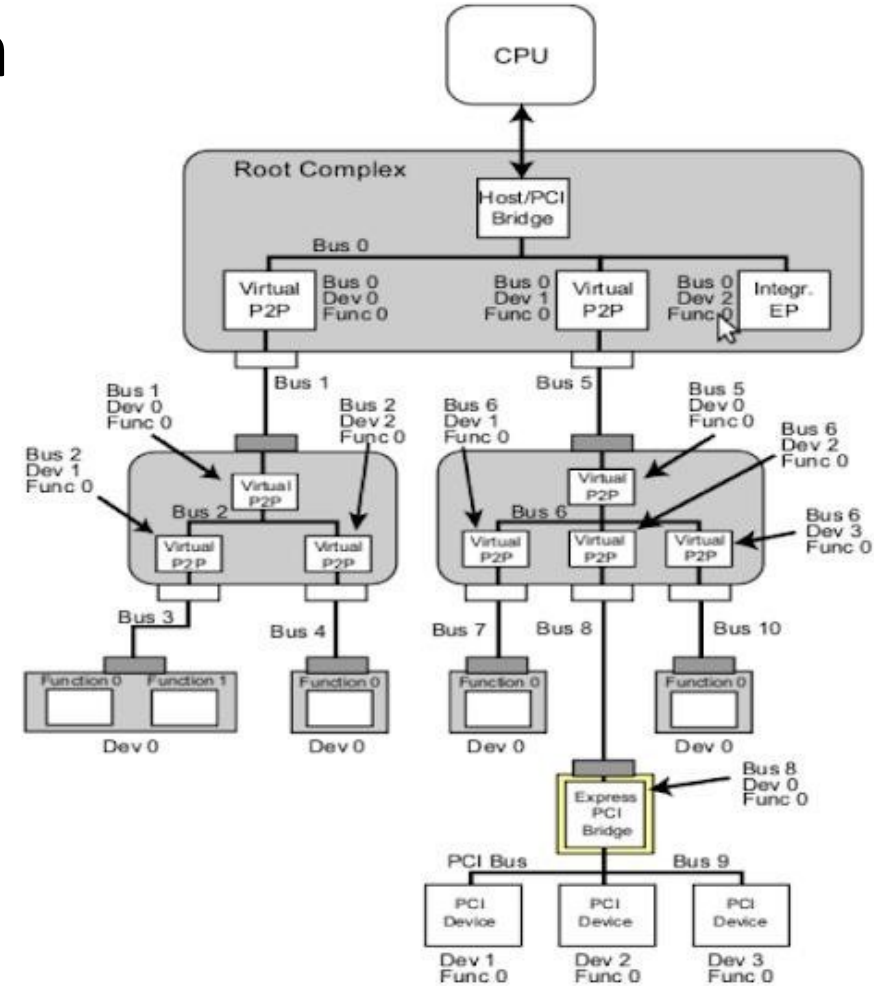 n
CPU
Root Complex
Host/PCI
Bridge
Bus 0
Virtual
P2P
Bus 0
Dev 0
Func 0
Bus 0
Dev 1
Func 0
Virtual
P2P
Bus 0
Dev 2
Func 0
Integr.
EP
Bus 1
Bus 5
Bus 1
Dev 0
Func 0
Bus 2
Dev 2
Func 0
Bus 6
Dev 1
Func 0
Bus 5
Dev 0
Func 0
Bus 6
Dev 2
Func 0
Bus 2
Dev 1
Func 0
Virtual
P2P
Bus 2
Virtual
P2P
Virtual
P2P
Virtual
P2P
Bus 6
Virtual
P2P
Virtual
P2P
Virtual
P2P
Bus 6
Dev 3
Func 0
Bus 3
Bus 4
Bus 7
Bus 8
Bus 10
Function 0
Function 1
Dev 0
Function 0
Dev 0
Function 0
Dev 0
Function 0
Dev 0
Express
PCI
Bridge
Bus 8
Dev 0
Func 0
PCI Bus
Bus 9
PCI
Device
PCI
Device
PCI
Device
Dev 1
Func 0
Dev 2
Func 0
Dev 3
Func 0